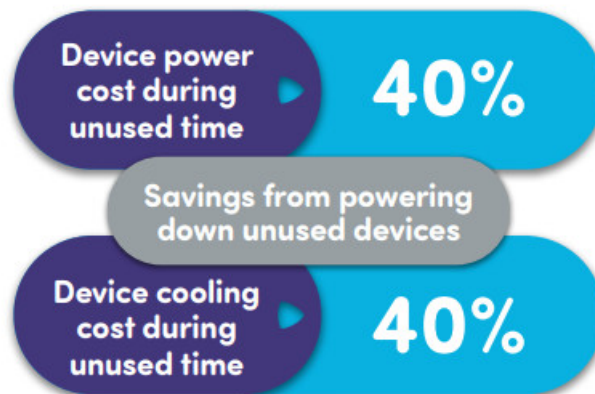 Device power
cost during
unused time
40%
Savings from powering
down unused devices
Device cooling
cost during
unused time
40%